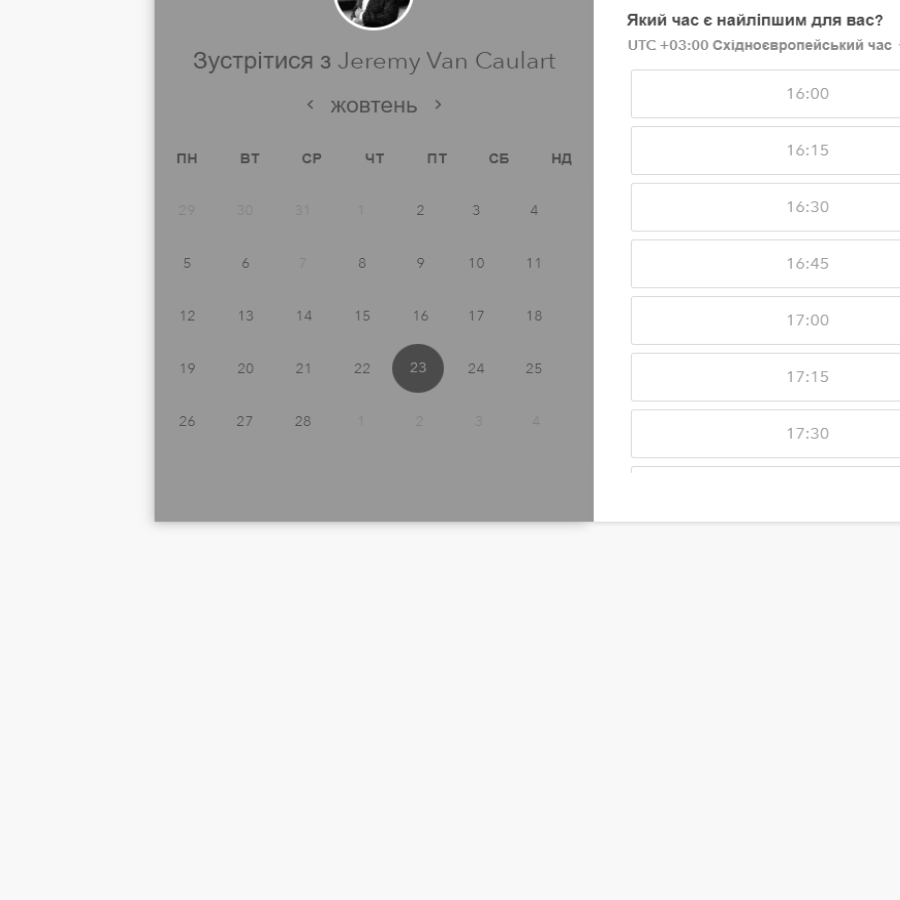 Зустрітися з Jeremy Van Caulart
жовтень
ПН ВТ СР ЧТ ПТ СБ НД
29 30 31 1 2 3 4
5 6 7 8 9 10 11
12 13 14 15 16 17 18
19 20 21 22 23 24 25
26 27 28 1 2 3 4
Який час є найліпшим для вас?
UTC +03:00 Східноєвропейський час
16:00
16:15
16:30
16:45
17:00
17:15
17:30